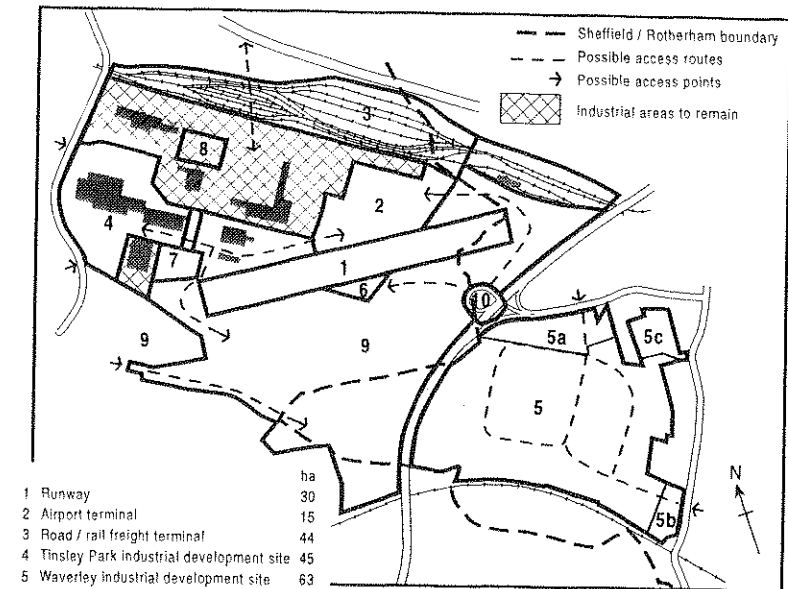 Sheffield / Rotherham boundary
Possible access routes
Possible access points
Industrial areas to remain
3
8
2
4
7
1
6
10
9
9
5a
5c
5
5b
N
ha
1 Runway 30
2 Airport terminal 15
3 Road / rail freight terminal 44
4 Tinsley Park industrial development site 45
5 Waverley industrial development site 63